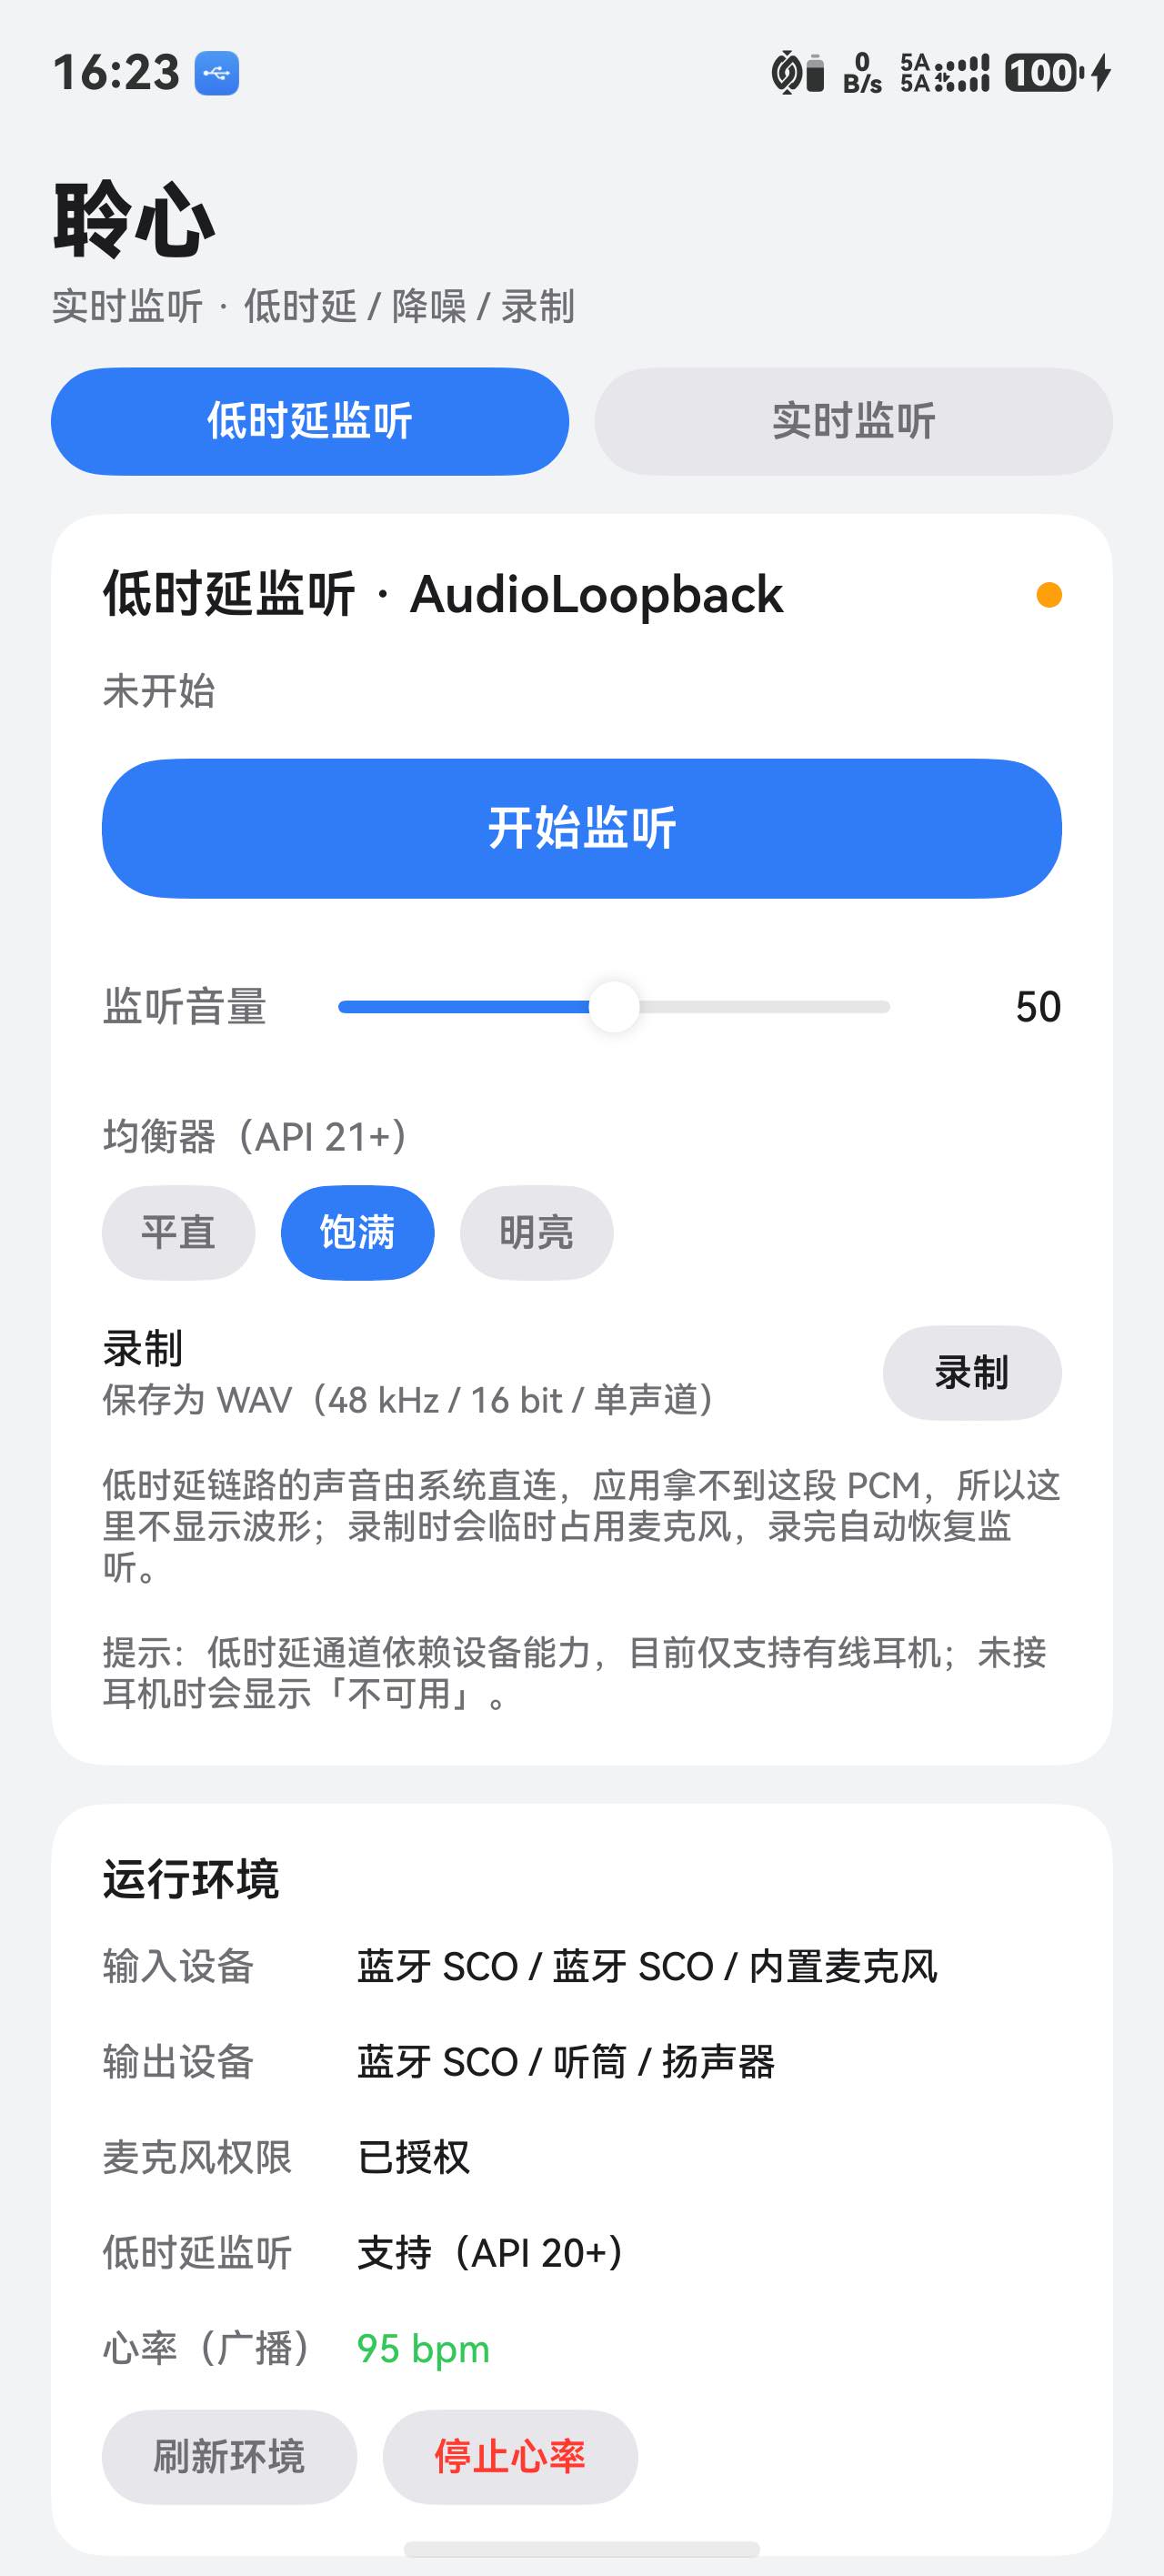 16:23
0
B/s
5A
5A
100
聆心
实时监听 · 低时延 / 降噪 / 录制
低时延监听
实时监听
低时延监听 · AudioLoopback
未开始
开始监听
监听音量
50
均衡器（API 21+）
平直
饱满
明亮
录制
录制
保存为 WAV（48 kHz / 16 bit / 单声道）
低时延链路的声音由系统直连，应用拿不到这段 PCM，所以这
里不显示波形；录制时会临时占用麦克风，录完自动恢复监
听。
提示：低时延通道依赖设备能力，目前仅支持有线耳机；未接
耳机时会显示「不可用」。
运行环境
输入设备
蓝牙 SCO / 蓝牙 SCO / 内置麦克风
输出设备
蓝牙 SCO / 听筒 / 扬声器
麦克风权限
已授权
低时延监听
支持（API 20+）
心率（广播）
95 bpm
刷新环境
停止心率